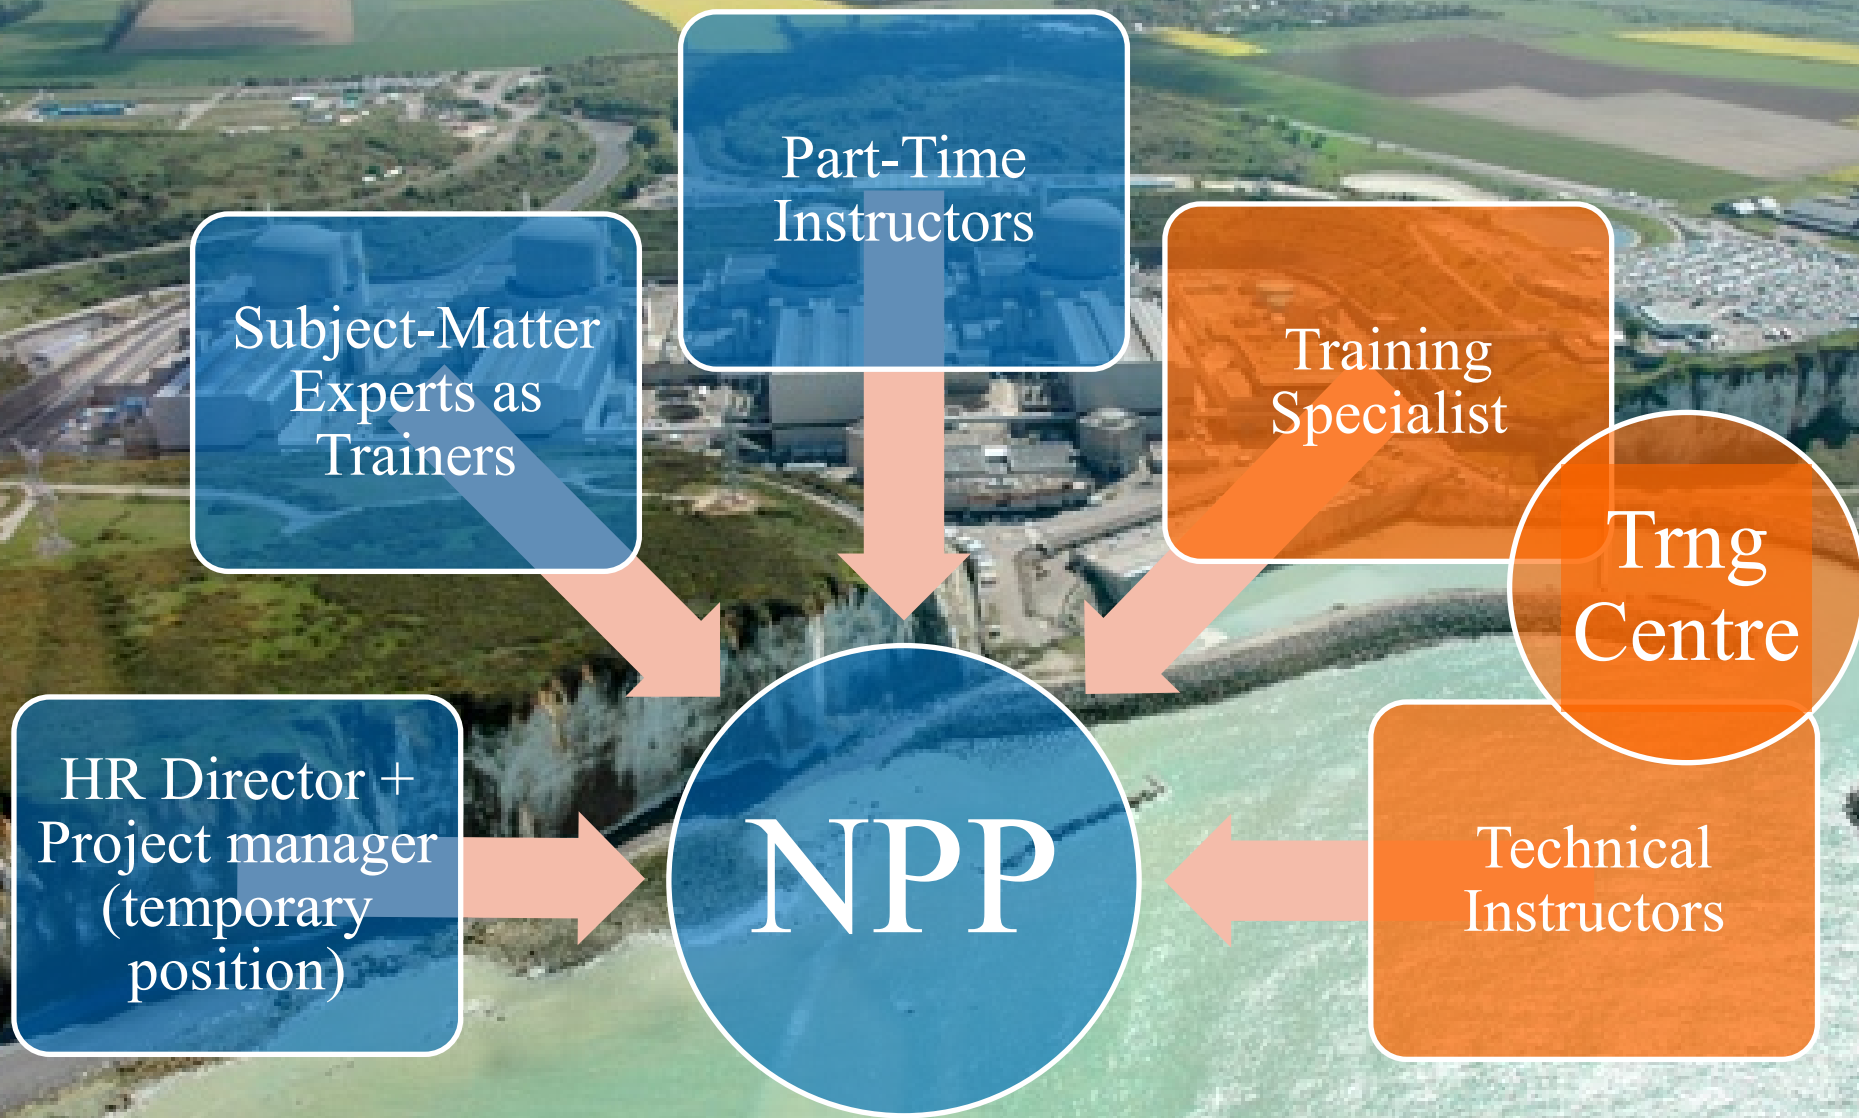 Part-Time
Instructors
Subject-Matter
Experts as
Trainers
Training
Specialist
Trng
Centre
HR Director +
Project manager
(temporary
position)
NPP
Technical
Instructors